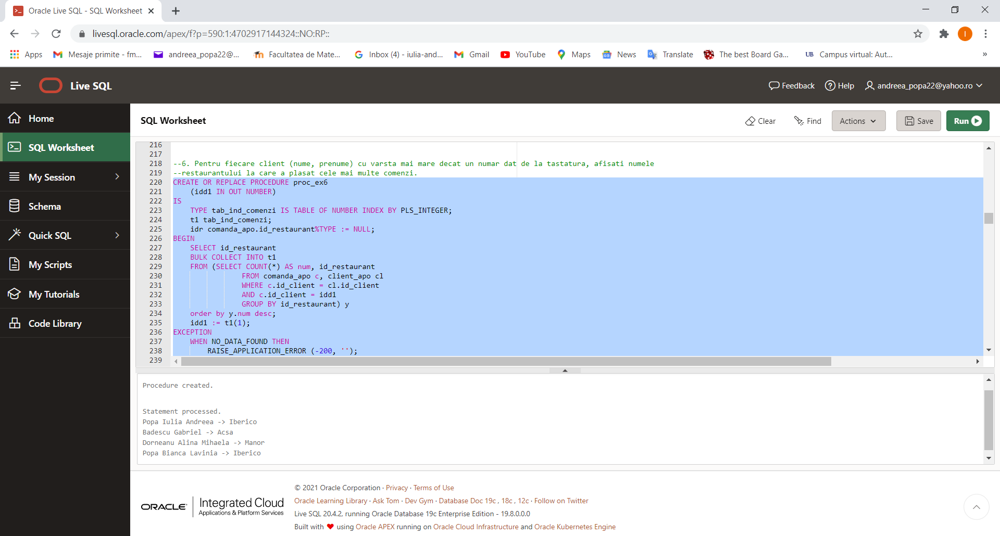 Oracle Live SQL - SQL Worksheet
livesql.oracle.com/apex/f?p=590:1:4702917144324::NO:RP::
I
Apps
Mesaje primite - fm...
andreea_popa22@...
Facultatea de Mate...
Inbox (4) - iulia-and...
Gmail
YouTube
Maps
News
Translate
The best Board Ga...
UB Campus virtual: Aut...
»
Live SQL
Feedback
Help
andreea_popa22@yahoo.ro
Home
SQL Worksheet
My Session
Schema
Quick SQL
My Scripts
My Tutorials
Code Library
SQL Worksheet
Clear
Find
Actions
Save
Run
216
217
218 --6. Pentru fiecare client (nume, prenume) cu varsta mai mare decat un numar dat de la tastatura, afisati numele
219 --restaurantului la care a plasat cele mai multe comenzi.
220 CREATE OR REPLACE PROCEDURE proc_ex6
221     (idd1 IN OUT NUMBER)
222 IS
223     TYPE tab_ind_comenzi IS TABLE OF NUMBER INDEX BY PLS_INTEGER;
224     t1 tab_ind_comenzi;
225     idr comanda_apo.id_restaurant%TYPE := NULL;
226 BEGIN
227     SELECT id_restaurant
228     BULK COLLECT INTO t1
229     FROM (SELECT COUNT(*) AS num, id_restaurant
230                 FROM comanda_apo c, client_apo cl
231                 WHERE c.id_client = cl.id_client
232                 AND c.id_client = idd1
233                 GROUP BY id_restaurant) y
234     order by y.num desc;
235     idd1 := t1(1);
236 EXCEPTION
237     WHEN NO_DATA_FOUND THEN
238         RAISE_APPLICATION_ERROR (-200, '');
239
Procedure created.
Statement processed.
Popa Iulia Andreea -> Iberico
Badescu Gabriel -> Acsa
Dorneanu Alina Mihaela -> Manor
Popa Bianca Lavinia -> Iberico
ORACLE
Integrated Cloud
Applications & Platform Services
© 2021 Oracle Corporation · Privacy · Terms of Use
Oracle Learning Library · Ask Tom · Dev Gym · Database Doc 19c , 18c , 12c · Follow on Twitter
Live SQL 20.4.2, running Oracle Database 19c Enterprise Edition - 19.8.0.0.0
Built with ❤ using Oracle APEX running on Oracle Cloud Infrastructure and Oracle Kubernetes Engine